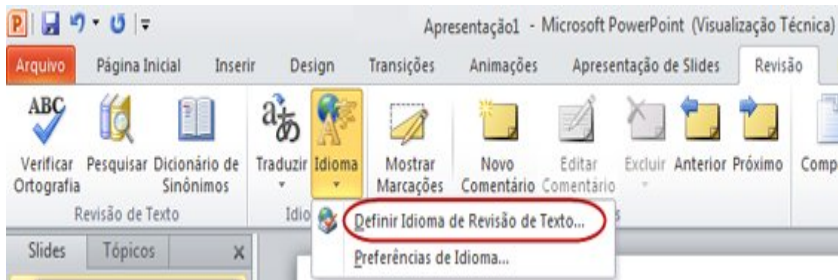 Apresentação1 - Microsoft PowerPoint (Visualização Técnica)
Arquivo Página Inicial Inserir Design Transições Animações Apresentação de Slides Revisão
ABC
Verificar Ortografia Pesquisar Dicionário de Sinônimos Traduzir Idioma Mostrar Marcações Novo Comentário Editar Comentário Excluir Anterior Próximo
Revisão de Texto
Definir Idioma de Revisão de Texto...
Preferências de Idioma...
Slides Tópicos